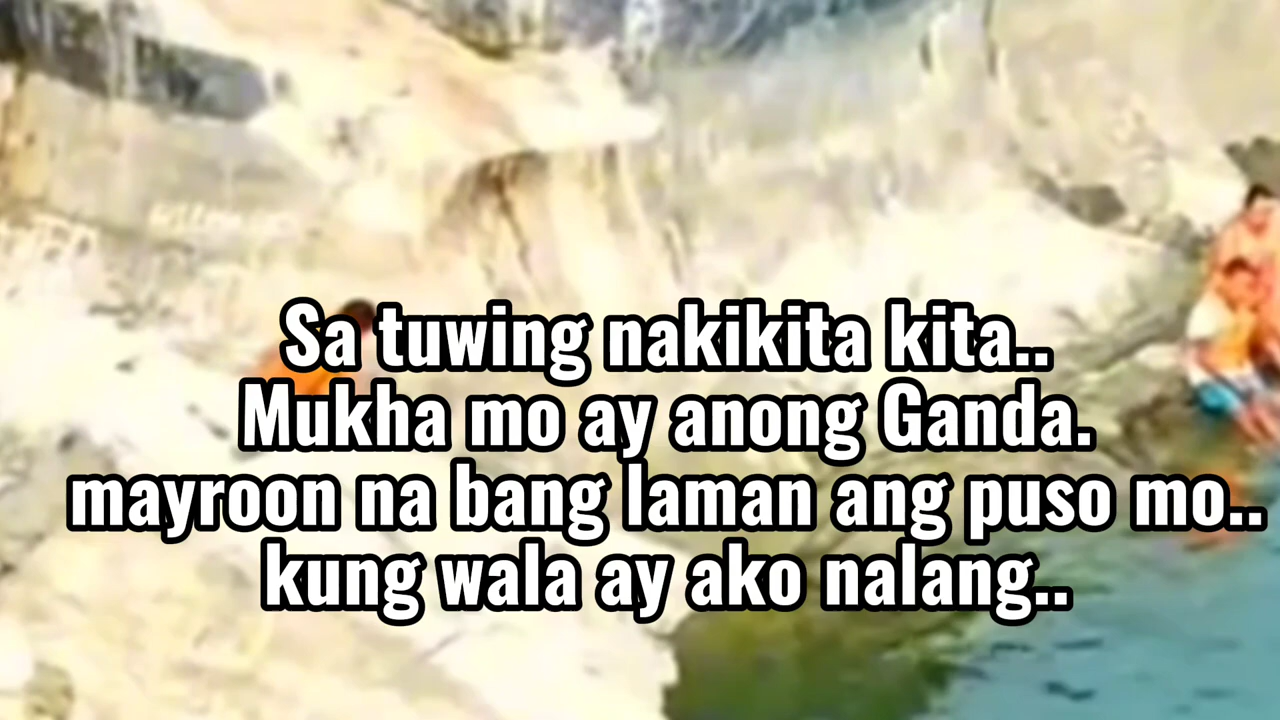 Sa tuwing nakikita kita..
Mukha mo ay anong Ganda.
mayroon na bang laman ang puso mo..
kung wala ay ako nalang..